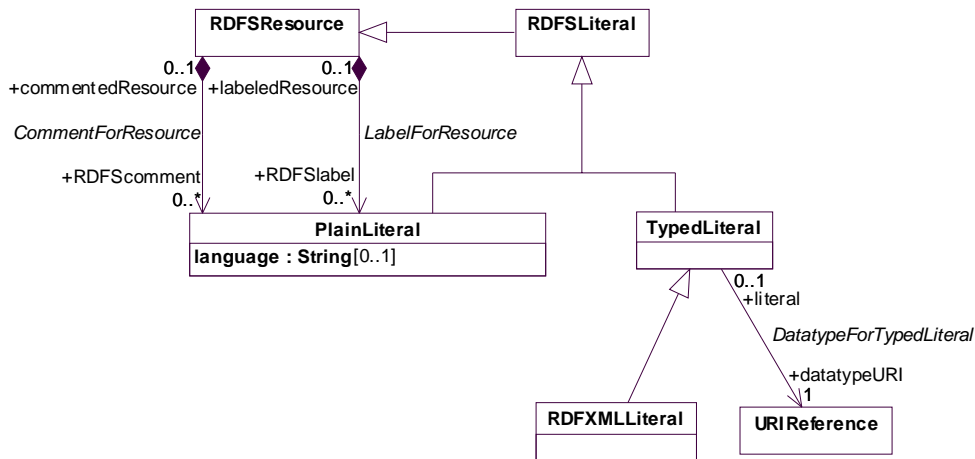 RDFSResource
RDFSLiteral
0..1
0..1
+commentedResource
+labeledResource
CommentForResource
LabelForResource
+RDFScomment
+RDFSlabel
0..*
0..*
PlainLiteral
language : String[0..1]
TypedLiteral
0..1
+literal
DatatypeForTypedLiteral
+datatypeURI
1
RDFXMLLiteral
URIReference